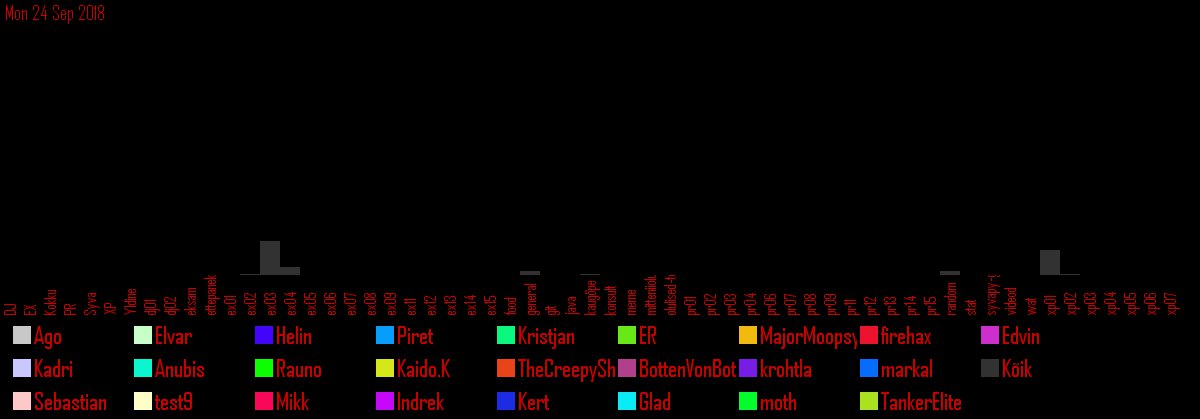 Mon 24 Sep 2018
DJ EX Kokku PR Syva XP Yldine dj01 dj02 eksam ettepanek ex01 ex02 ex03 ex04 ex05 ex06 ex07 ex08 ex09 ex11 ex12 ex13 ex14 ex15 food general git java kaugõpe konsult meme mitteriidul. olulised-h pr01 pr02 pr03 pr04 pr06 pr07 pr08 pr09 pr11 pr12 pr13 pr14 pr15 random stat videod wat xp01 xp02 xp03 xp04 xp05 xp06 xp07
Ago Elvar Helin Piret Kristjan ER MajorMoopsy firehax Edvin
Kadri Anubis Rauno Kaido.K TheCreepySh BottenVonBot krohtla markal Kõik
Sebastian test9 Mikk Indrek Kert Glad moth TankerElite